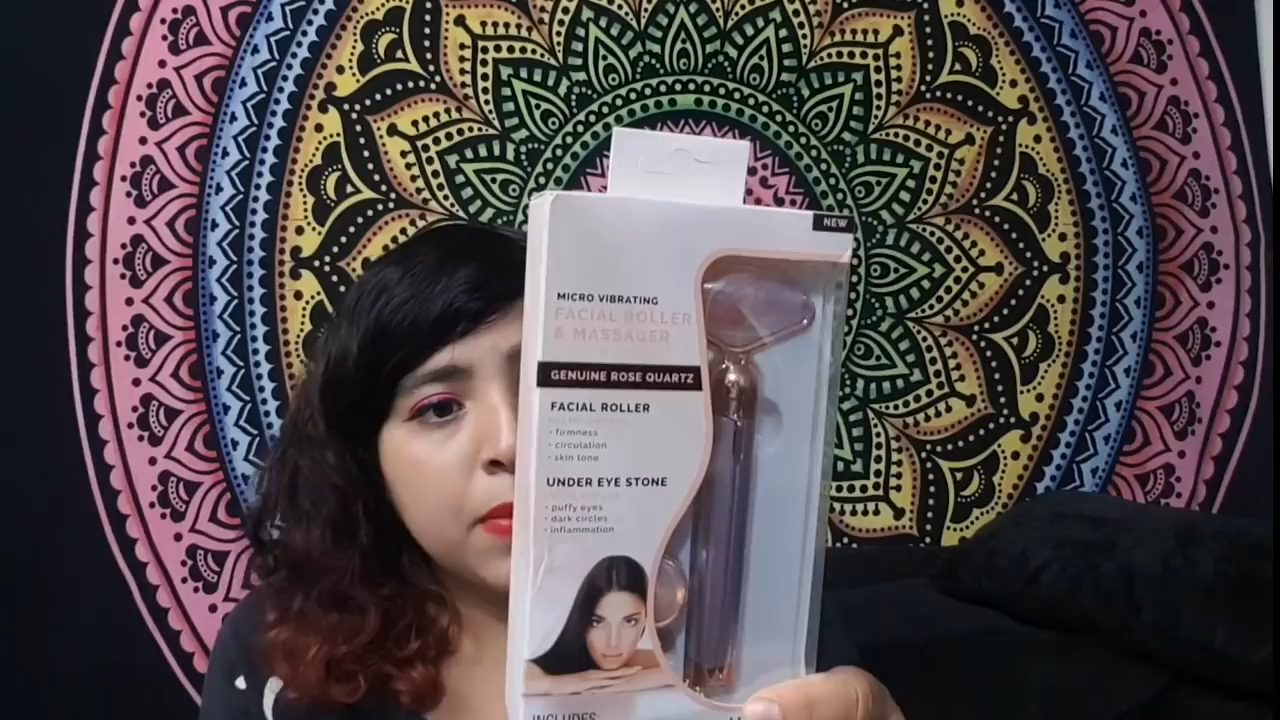 NEW
MICRO VIBRATING
FACIAL ROLLER
& MASSAGER
GENUINE ROSE QUARTZ
FACIAL ROLLER
• firmness
• circulation
• skin tone
UNDER EYE STONE
• puffy eyes
• dark circles
• inflammation
INCLUDES: